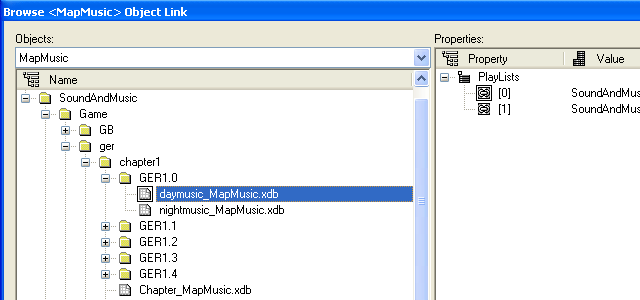 Browse <MapMusic> Object Link
Objects:
MapMusic
Name
SoundAndMusic
Game
GB
ger
chapter1
GER1.0
daymusic_MapMusic.xdb
nightmusic_MapMusic.xdb
GER1.1
GER1.2
GER1.3
GER1.4
Chapter_MapMusic.xdb
Properties:
Property Value
PlayLists
[0] SoundAndMus
[1] SoundAndMus